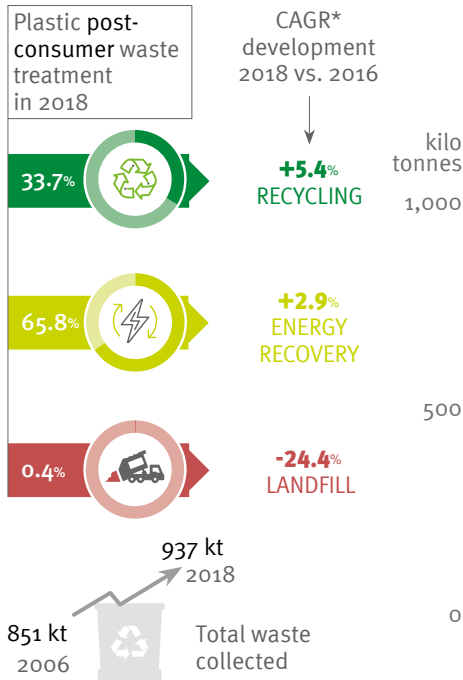 Plastic post-
consumer waste
treatment
in 2018
CAGR*
development
2018 vs. 2016
kilo
tonnes
1,000
33.7%
+5.4%
RECYCLING
65.8%
+2.9%
ENERGY
RECOVERY
500
0.4%
-24.4%
LANDFILL
937 kt
2018
851 kt
2006
Total waste
collected
0